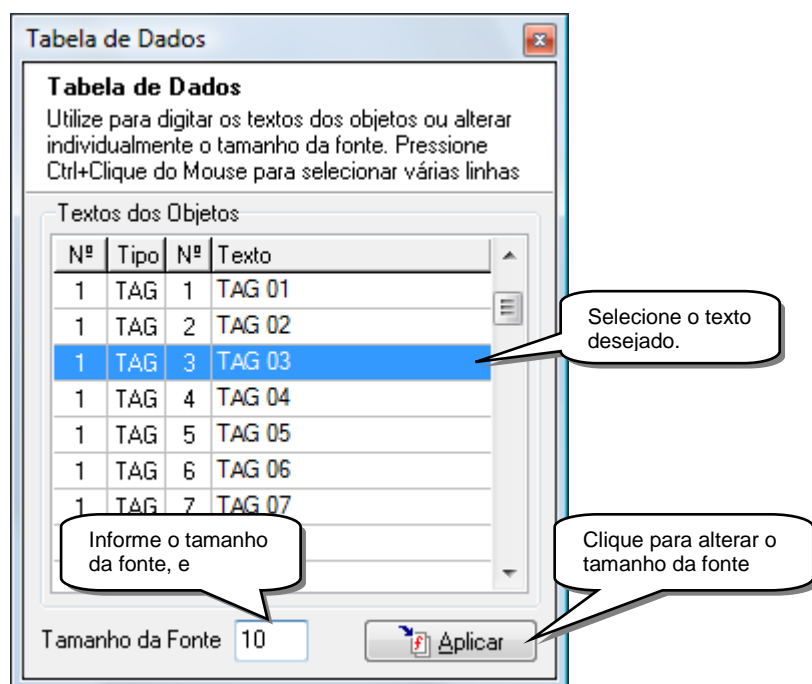 Tabela de Dados
Tabela de Dados
Utilize para digitar os textos dos objetos ou alterar
individualmente o tamanho da fonte. Pressione
Ctrl+Clique do Mouse para selecionar várias linhas
Textos dos Objetos
Nº Tipo Nº Texto
1 TAG 1 TAG 01
1 TAG 2 TAG 02
1 TAG 3 TAG 03
1 TAG 4 TAG 04
1 TAG 5 TAG 05
1 TAG 6 TAG 06
1 TAG 7 TAG 07
Selecione o texto
desejado.
Informe o tamanho
da fonte, e
Clique para alterar o
tamanho da fonte
Tamanho da Fonte 10 Aplicar